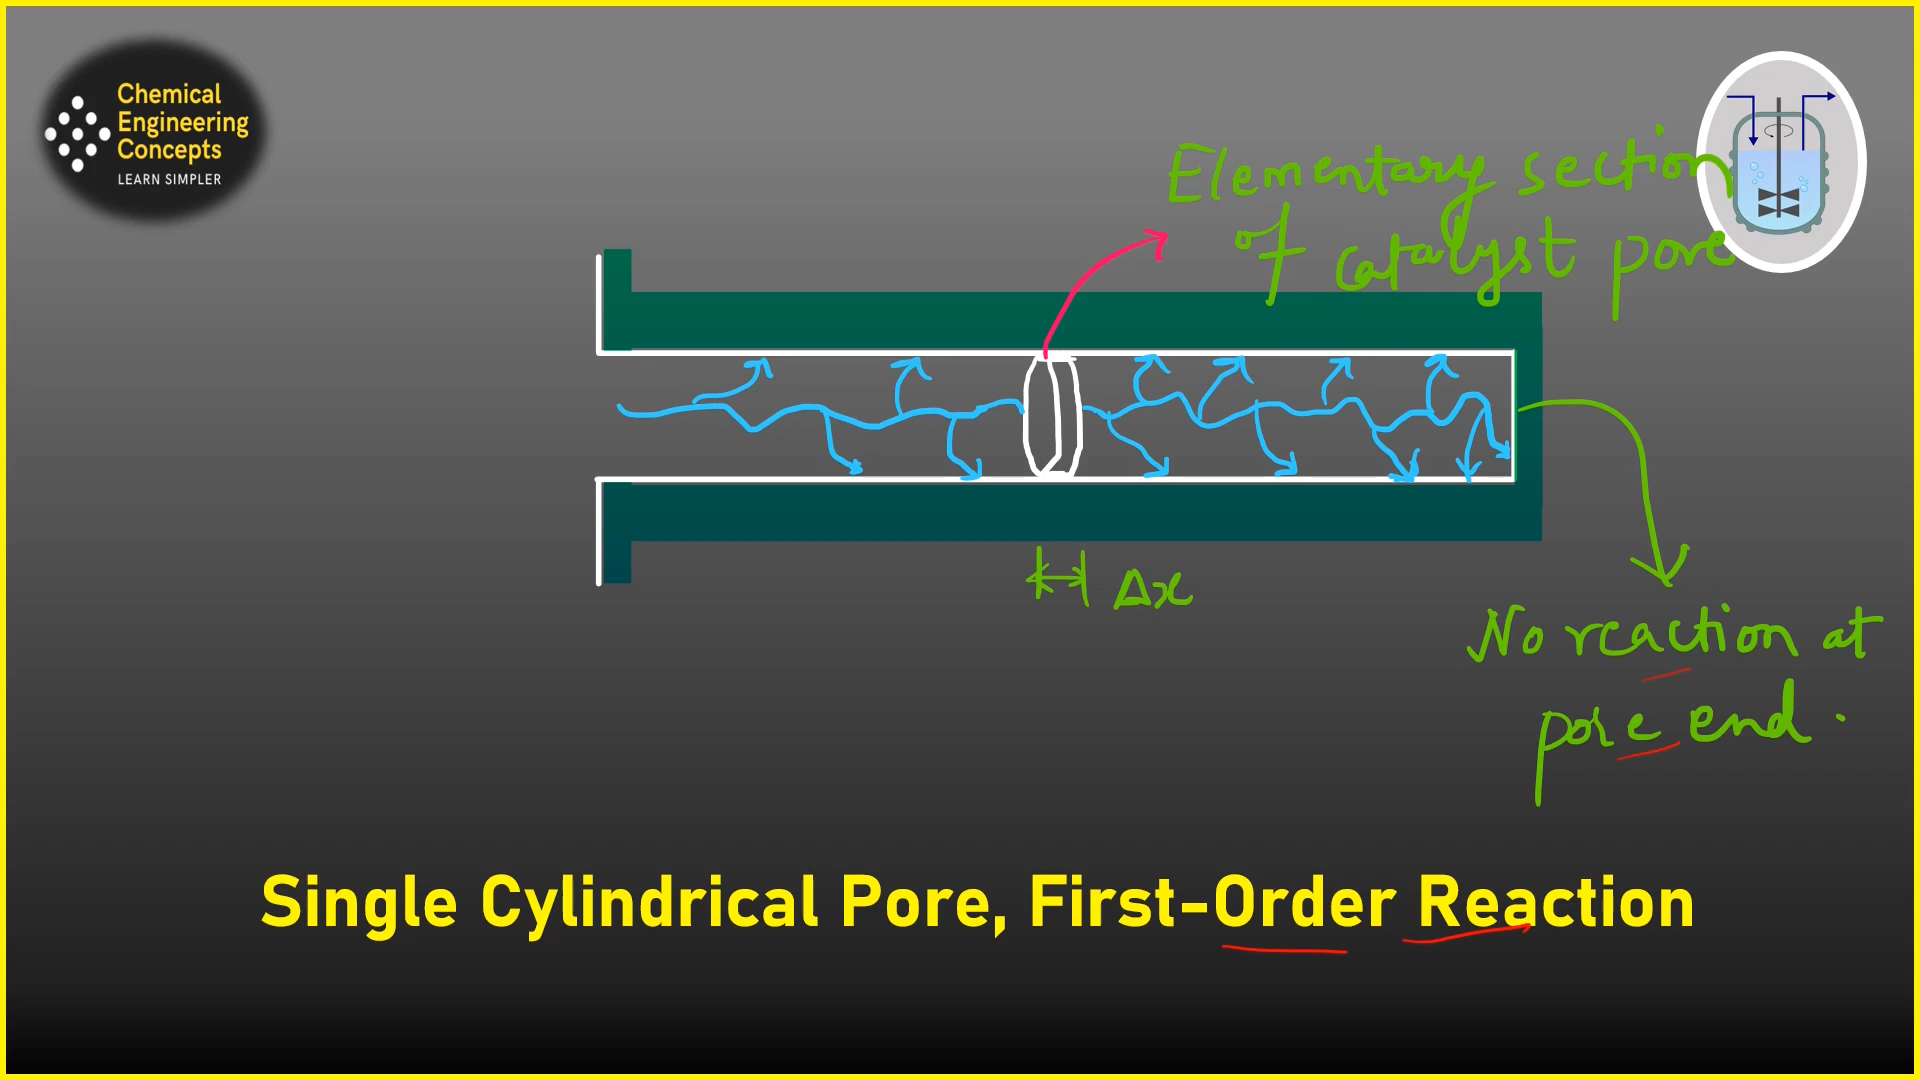 Chemical
Engineering
Concepts
LEARN SIMPLER
Elementary section
of catalyst pore
Δx
No reaction at
pore end.
Single Cylindrical Pore, First-Order Reaction